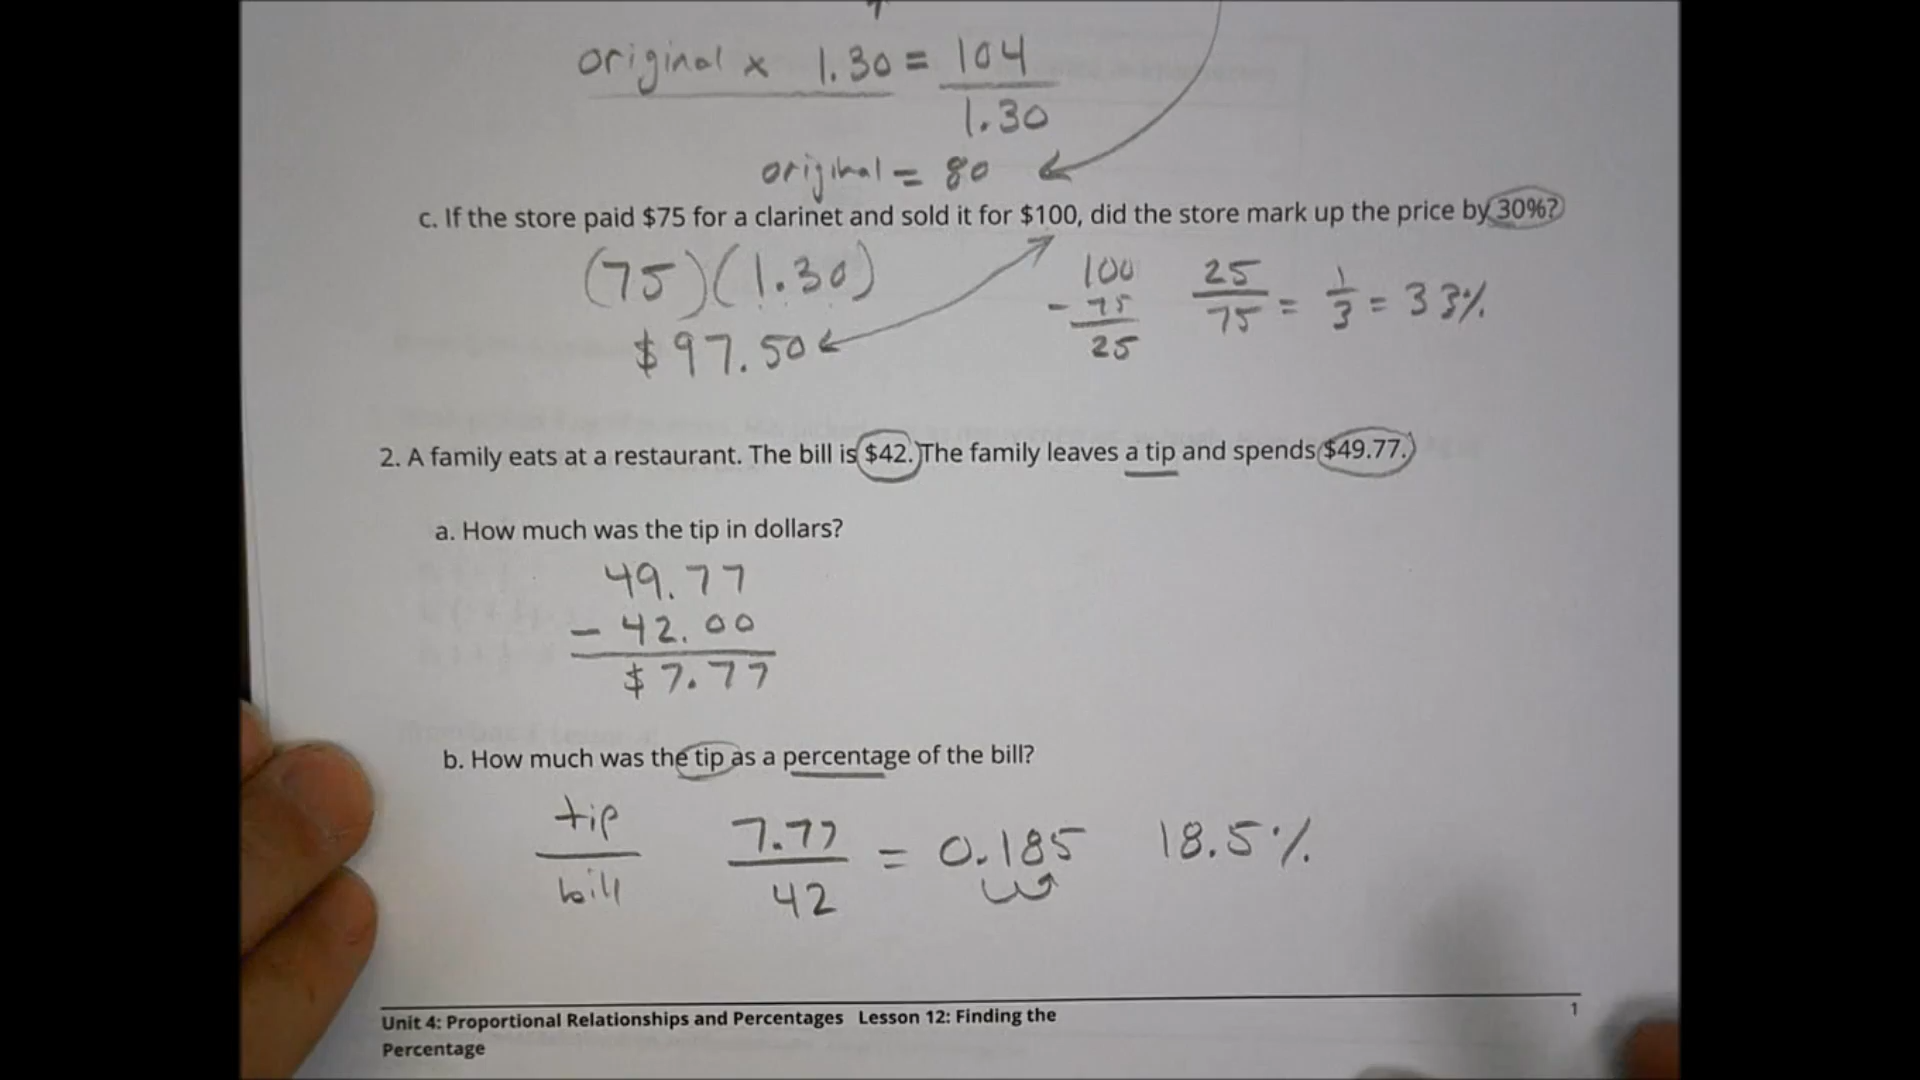 original x 1.30 = 104
1.30
original = 80
c. If the store paid $75 for a clarinet and sold it for $100, did the store mark up the price by 30%?
(75)(1.30)
$97.50
100
- 75
25
25
75
= 1
3
= 33%
2. A family eats at a restaurant. The bill is $42. The family leaves a tip and spends $49.77.
a. How much was the tip in dollars?
49.77
- 42.00
$7.77
b. How much was the tip as a percentage of the bill?
tip
bill
7.77
42
= 0.185 18.5%
Unit 4: Proportional Relationships and Percentages Lesson 12: Finding the
Percentage
1